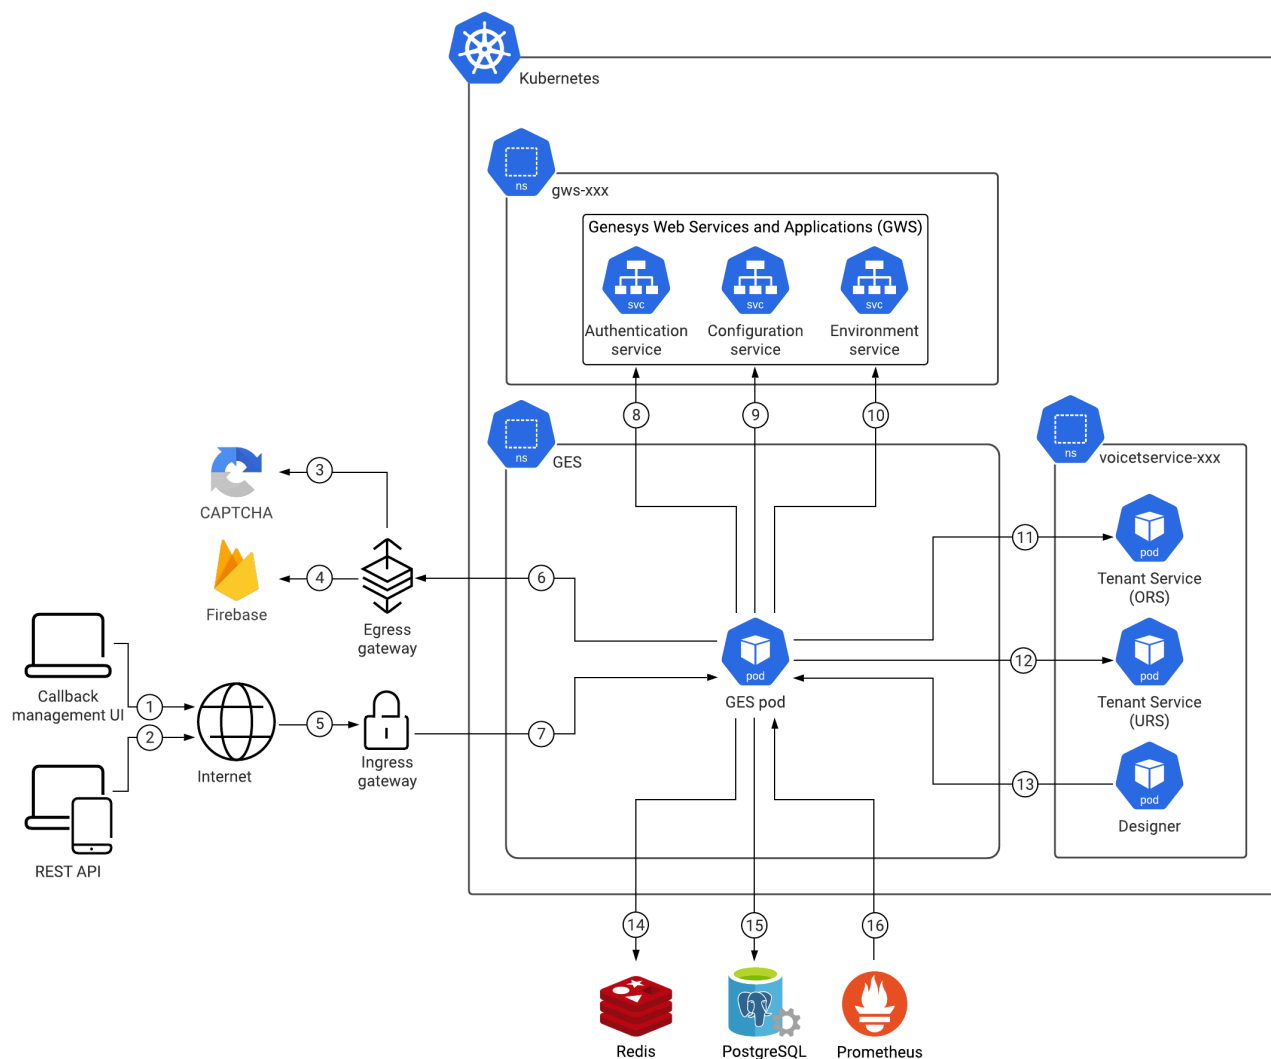 Kubernetes
ns
gws-xxx
Genesys Web Services and Applications (GWS)
svc
svc
svc
Authentication
service
Configuration
service
Environment
service
8
9
10
ns
GES
ns
voicetservice-xxx
3
CAPTCHA
4
Firebase
6
Egress
gateway
11
pod
Tenant Service
(ORS)
Callback
management UI
1
2
Internet
5
Ingress
gateway
7
pod
GES pod
12
pod
Tenant Service
(URS)
13
pod
Designer
REST API
14
15
16
Redis
PostgreSQL
Prometheus